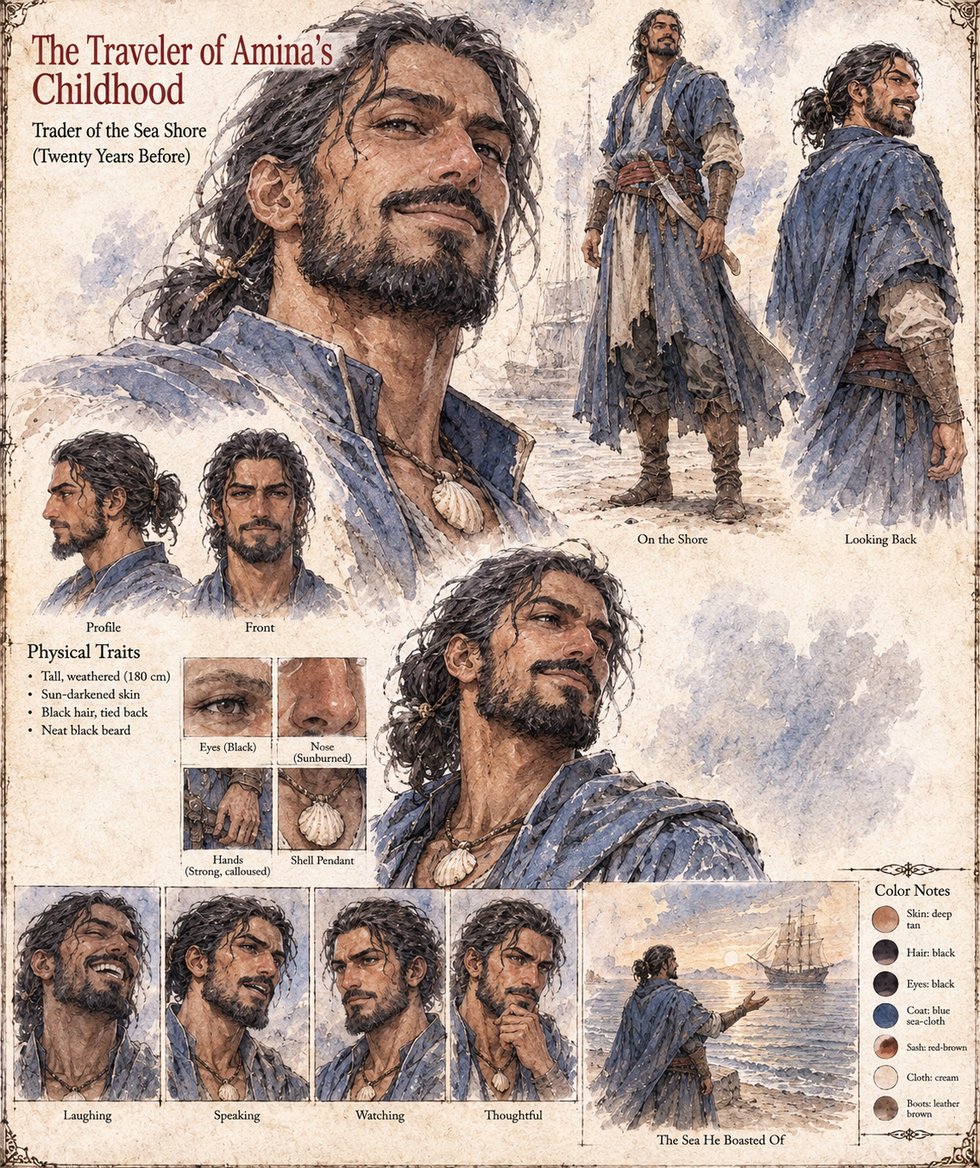 The Traveler of Amina's
Childhood
Trader of the Sea Shore
(Twenty Years Before)
On the Shore
Looking Back
Profile
Front
Physical Traits
• Tall, weathered (180 cm)
• Sun-darkened skin
• Black hair, tied back
• Neat black beard
Eyes (Black)
Nose
(Sunburned)
Hands
(Strong, calloused)
Shell Pendant
Laughing
Speaking
Watching
Thoughtful
The Sea He Boasted Of
Color Notes
Skin: deep
tan
Hair: black
Eyes: black
Coat: blue
sea-cloth
Sash: red-brown
Cloth: cream
Boots: leather
brown